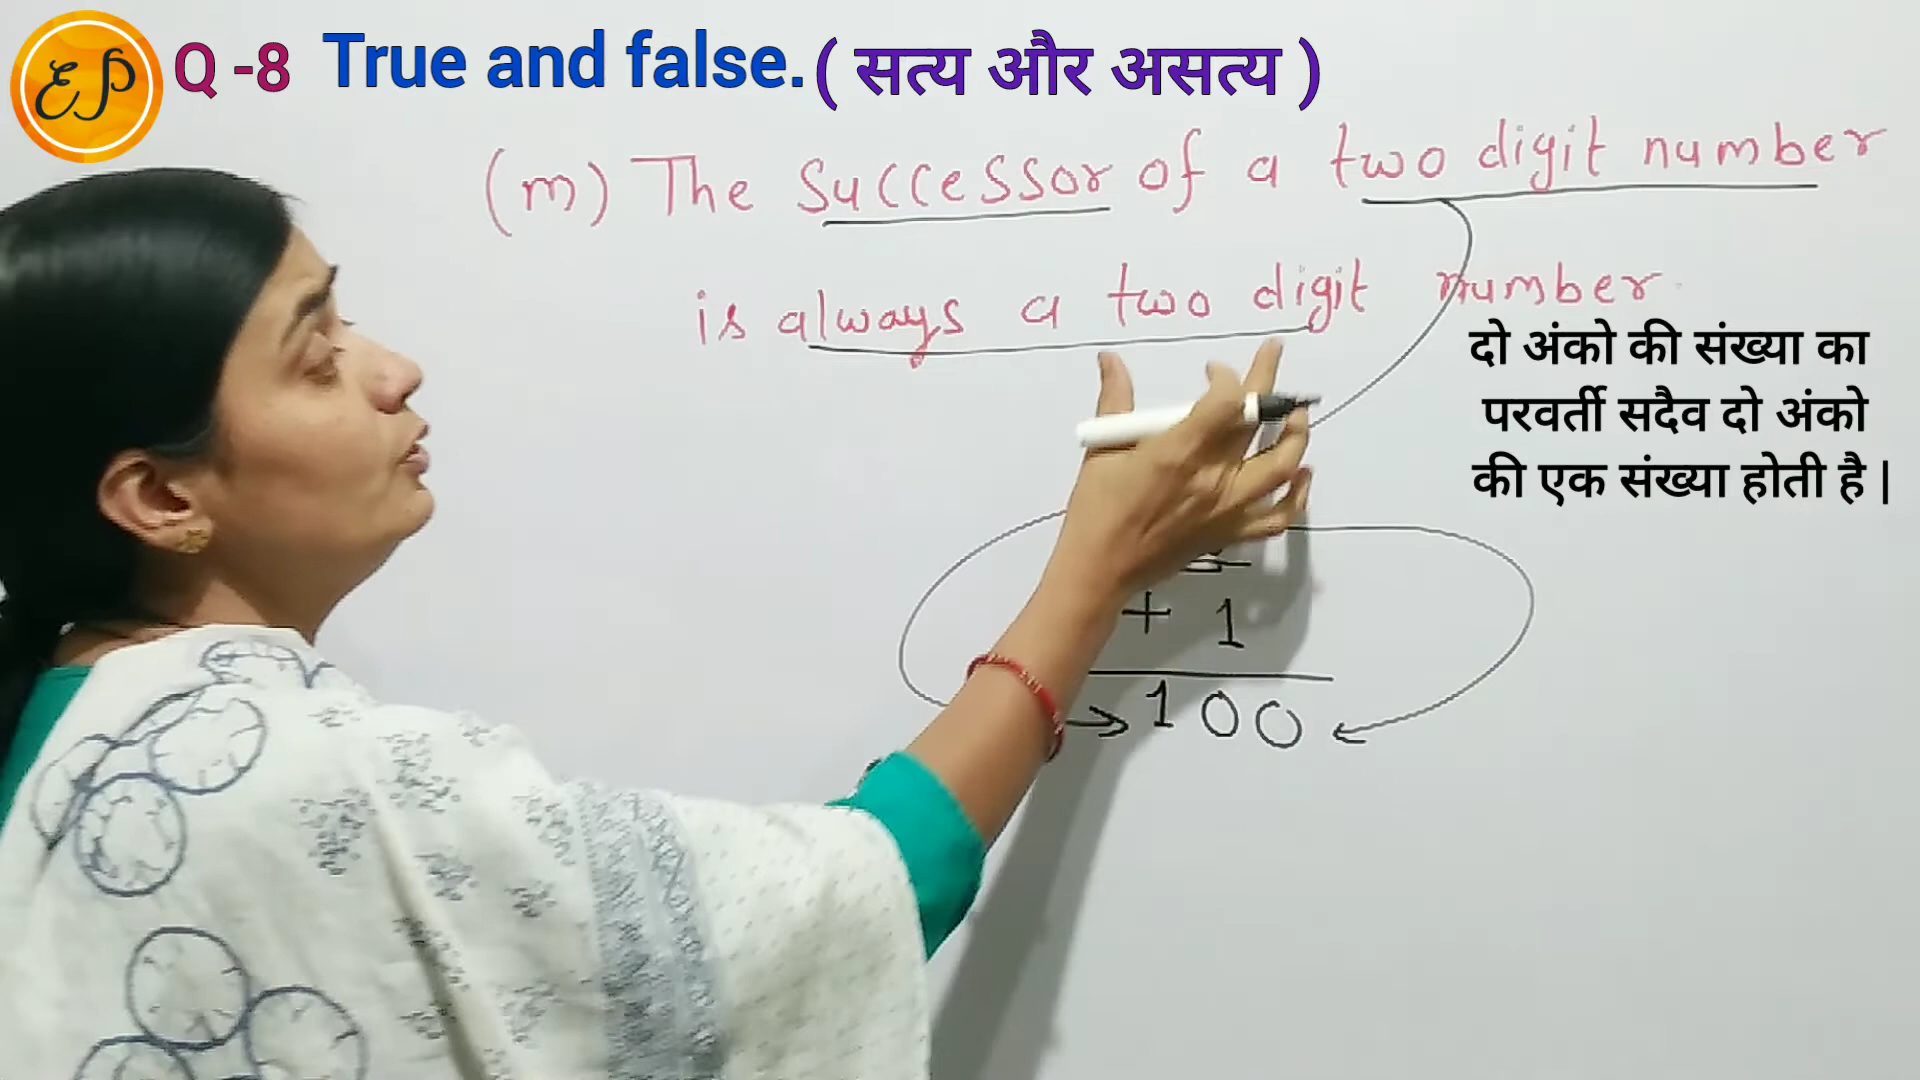 EP
Q -8 True and false. ( सत्य और असत्य )
(m) The Successor of a two digit number
is always a two digit number.
दो अंको की संख्या का
परवर्ती सदैव दो अंको
की एक संख्या होती है |
+ 1
100